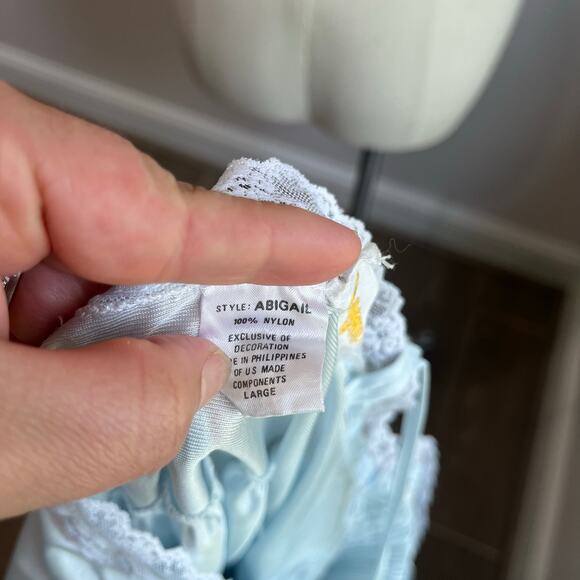 STYLE: ABIGAIL
100% NYLON
EXCLUSIVE OF
DECORATION
E IN PHILIPPINES
OF US MADE
COMPONENTS
LARGE